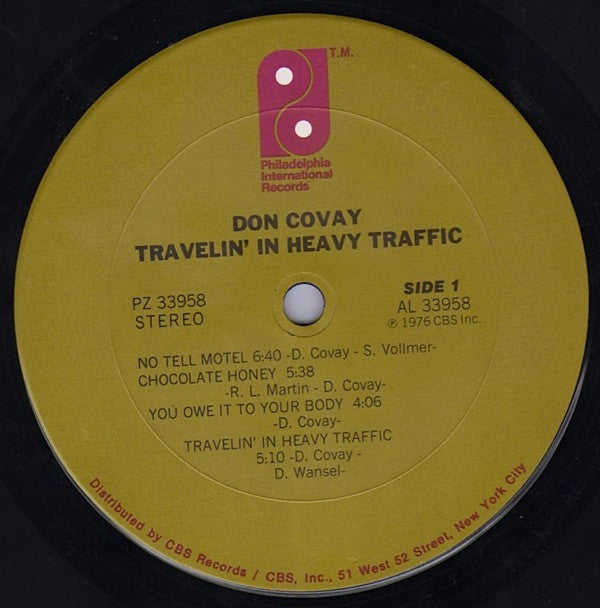 T.M.
Philadelphia
International
Records
DON COVAY
TRAVELIN' IN HEAVY TRAFFIC
PZ 33958
STEREO
SIDE 1
AL 33958
℗ 1976 CBS Inc.
NO TELL MOTEL 6:40 -D. Covay - S. Vollmer-
CHOCOLATE HONEY 5:38
-R. L. Martin - D. Covay-
YOU OWE IT TO YOUR BODY 4:06
-D. Covay-
TRAVELIN' IN HEAVY TRAFFIC
5:10 -D. Covay -
D. Wansel-
Distributed by CBS Records / CBS, Inc., 51 West 52 Street, New York City